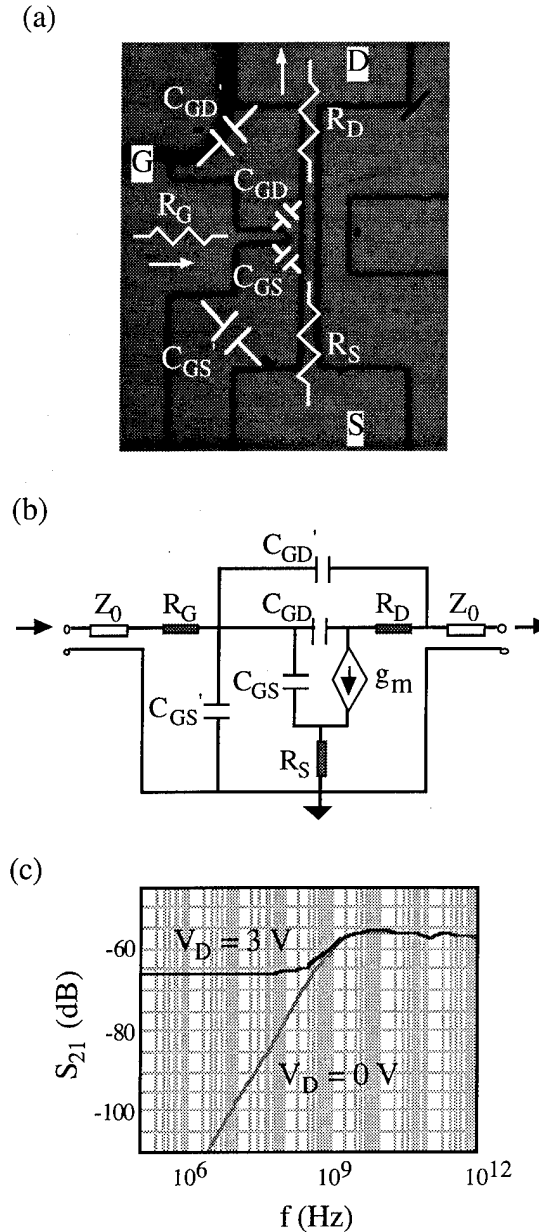 (a)
D
C_GD'
R_D
G
C_GD
R_G
C_GS
C_GS'
R_S
S
(b)
C_GD'
Z_0 R_G C_GD R_D Z_0
C_GS g_m
C_GS'
R_S
(c)
-60
V_D = 3 V
S_21 (dB)
-80
V_D = 0 V
-100
10^6 10^9 10^12
f (Hz)